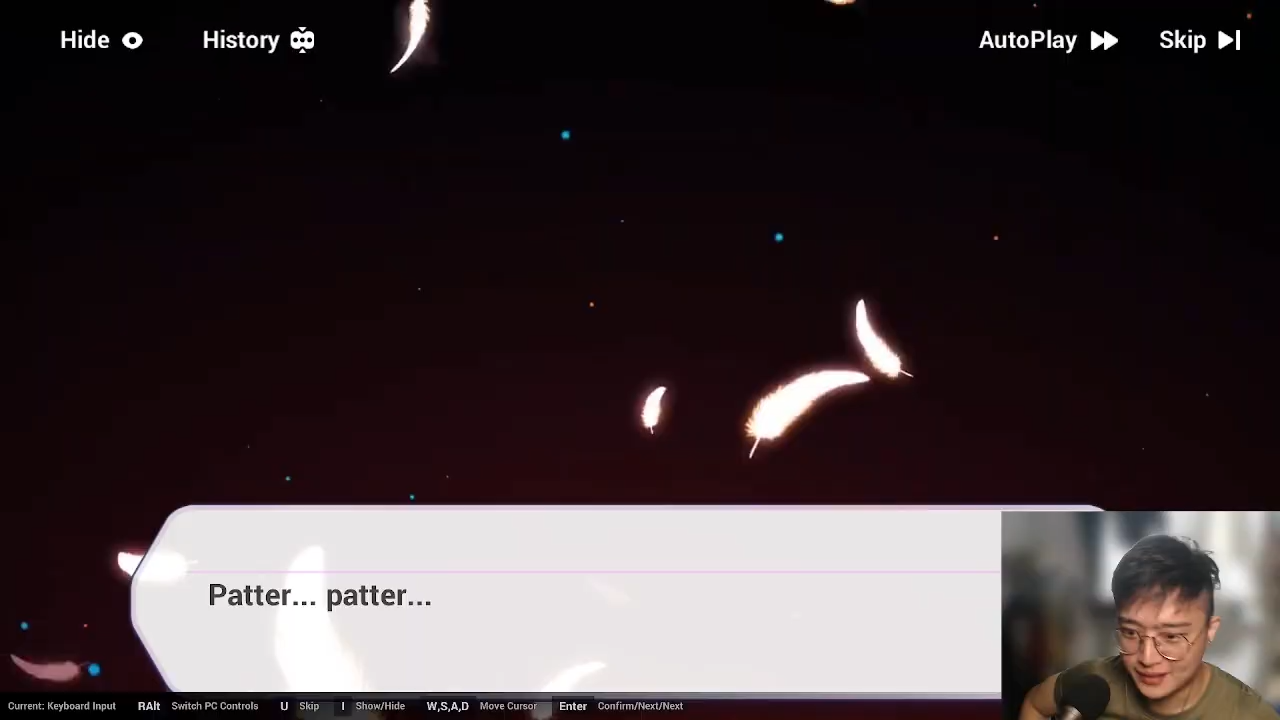 Hide
History
AutoPlay
Skip
Patter... patter...
Current: Keyboard Input RAlt Switch PC Controls U Skip I Show/Hide W,S,A,D Move Cursor Enter Confirm/Next/Next